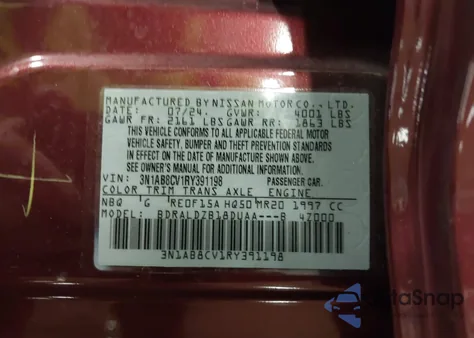 MANUFACTURED BY NISSAN MOTOR CO., LTD.
DATE: 07/24 GVWR: 4001 LBS
GAWR FR: 2161 LBS GAWR RR: 1863 LBS
THIS VEHICLE CONFORMS TO ALL APPLICABLE FEDERAL MOTOR
VEHICLE SAFETY, BUMPER AND THEFT PREVENTION STANDARDS
IN EFFECT ON THE DATE OF MANUFACTURE SHOWN ABOVE.
SEE OWNER'S MANUAL FOR ADDITIONAL INFORMATION.
VIN: 3N1AB8CV1RY391198 PASSENGER CAR.
COLOR TRIM TRANS AXLE ENGINE
NBQ G RE0F15A HQ50 MR20 1997 CC
MODEL: BDRALDZB18DUAA---B 47000
3N1AB8CV1RY391198
DataSnap